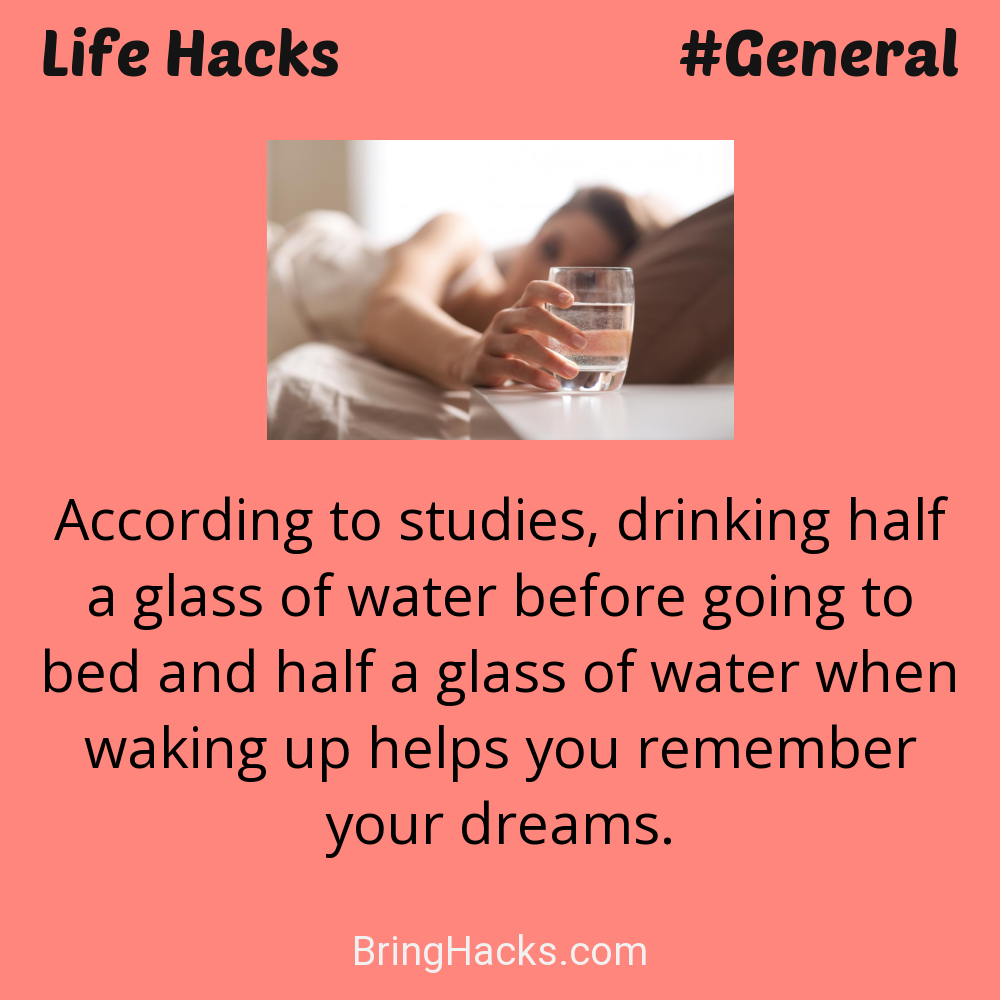 Life Hacks #General
According to studies, drinking half
a glass of water before going to
bed and half a glass of water when
waking up helps you remember
your dreams.
BringHacks.com